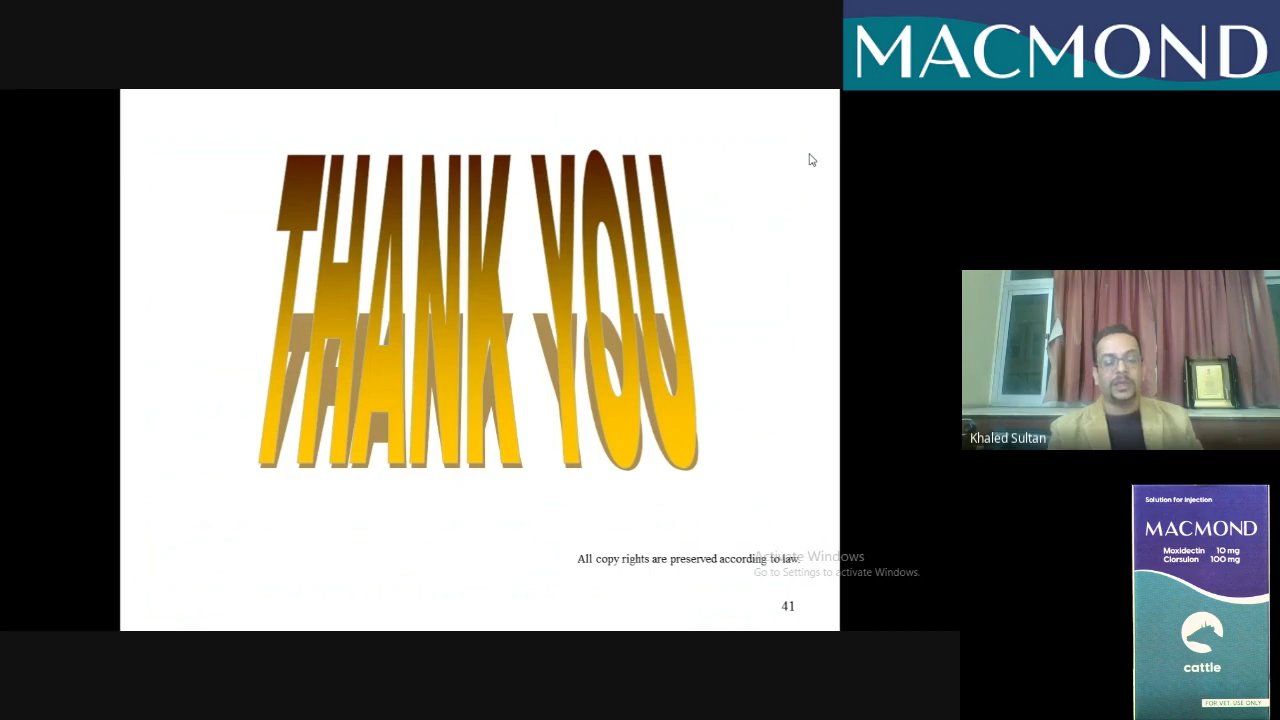 MACMOND
THANK YOU
All copy rights are preserved according to law.
Activate Windows
Go to Settings to activate Windows.
41
Khaled Sultan
Solution for Injection
MACMOND
Moxidectin 10 mg
Clorsulon 100 mg
cattle
FOR VET. USE ONLY